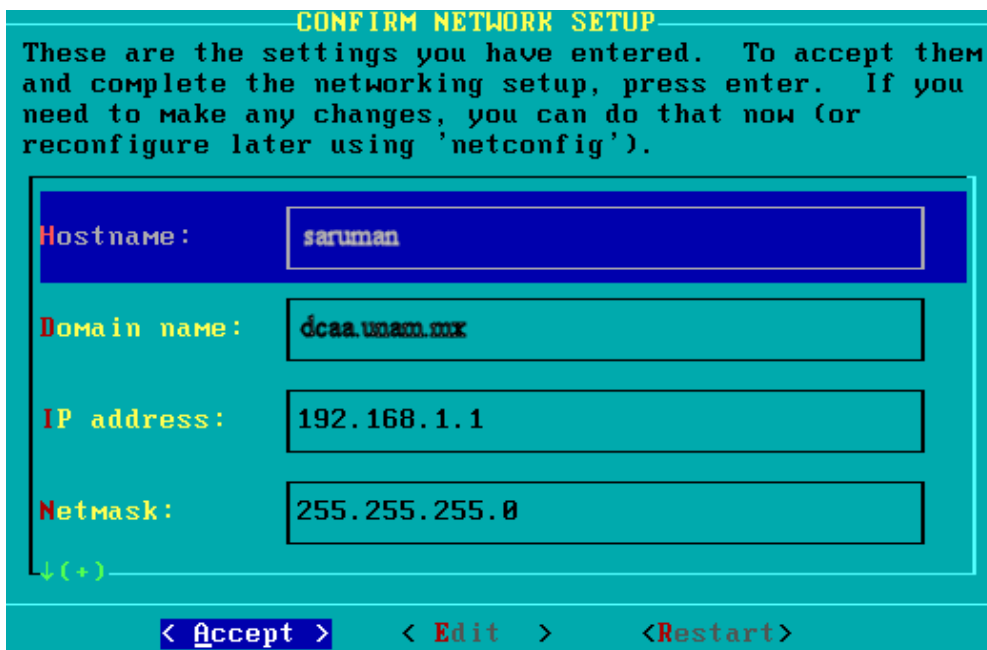 CONFIRM NETWORK SETUP
These are the settings you have entered.  To accept them
and complete the networking setup, press enter.  If you
need to make any changes, you can do that now (or
reconfigure later using 'netconfig').
Hostname: saruman
Domain name: dcaa.unam.mx
IP address: 192.168.1.1
Netmask: 255.255.255.0
↓(+)
< Accept > < Edit > <Restart>